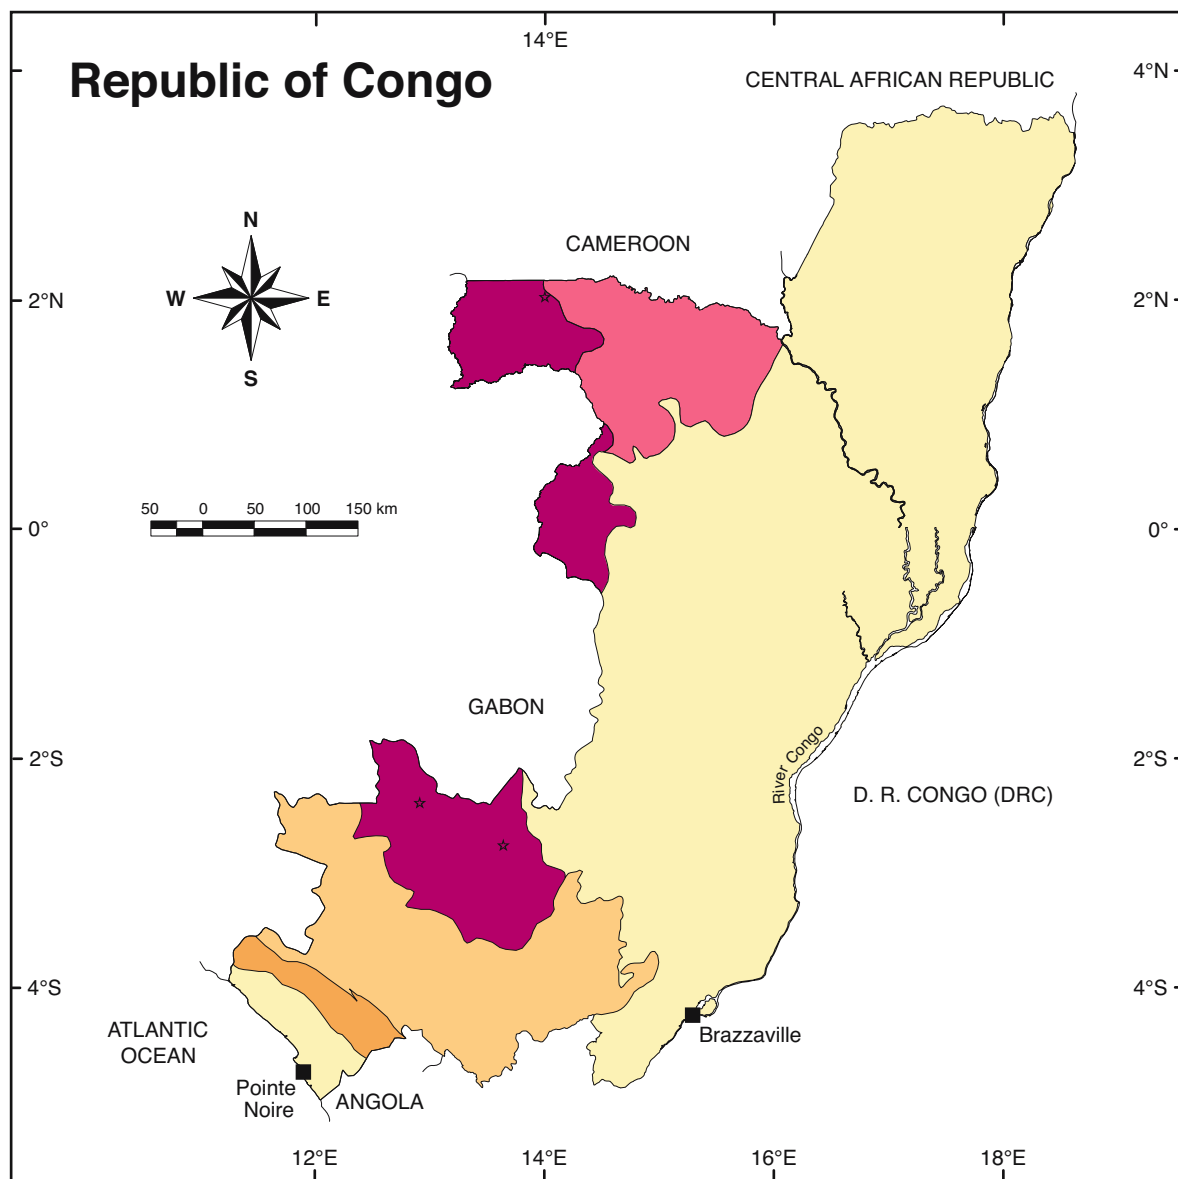 14°E
Republic of Congo
CENTRAL AFRICAN REPUBLIC
4°N
N
W
E
S
CAMEROON
2°N
2°N
50 0 50 100 150 km
0°
0°
GABON
River Congo
2°S
2°S
D. R. CONGO (DRC)
4°S
4°S
ATLANTIC
OCEAN
Brazzaville
Pointe
Noire
ANGOLA
12°E
14°E
16°E
18°E